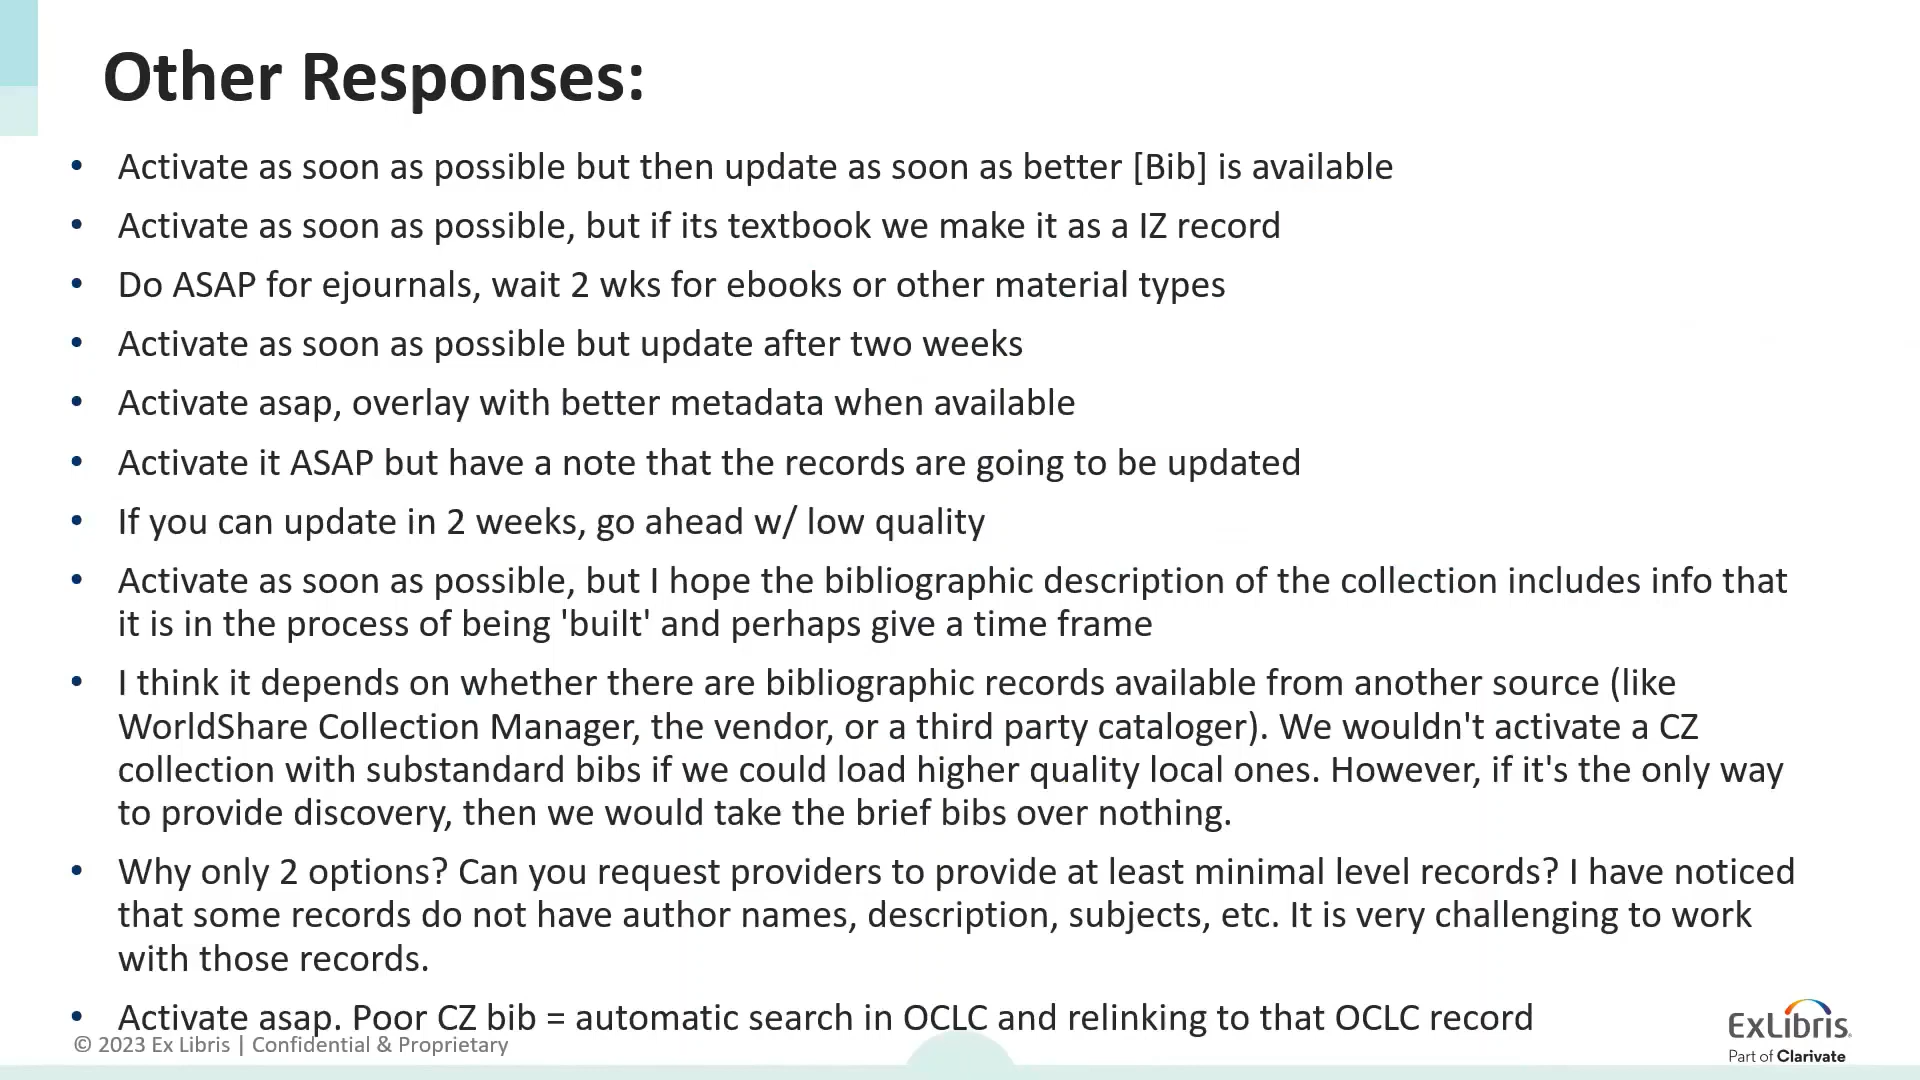 Other Responses:
• Activate as soon as possible but then update as soon as better [Bib] is available
• Activate as soon as possible, but if its textbook we make it as a IZ record
• Do ASAP for ejournals, wait 2 wks for ebooks or other material types
• Activate as soon as possible but update after two weeks
• Activate asap, overlay with better metadata when available
• Activate it ASAP but have a note that the records are going to be updated
• If you can update in 2 weeks, go ahead w/ low quality
• Activate as soon as possible, but I hope the bibliographic description of the collection includes info that
it is in the process of being 'built' and perhaps give a time frame
• I think it depends on whether there are bibliographic records available from another source (like
WorldShare Collection Manager, the vendor, or a third party cataloger). We wouldn't activate a CZ
collection with substandard bibs if we could load higher quality local ones. However, if it's the only way
to provide discovery, then we would take the brief bibs over nothing.
• Why only 2 options? Can you request providers to provide at least minimal level records? I have noticed
that some records do not have author names, description, subjects, etc. It is very challenging to work
with those records.
• Activate asap. Poor CZ bib = automatic search in OCLC and relinking to that OCLC record
© 2023 Ex Libris | Confidential & Proprietary
ExLibris
Part of Clarivate